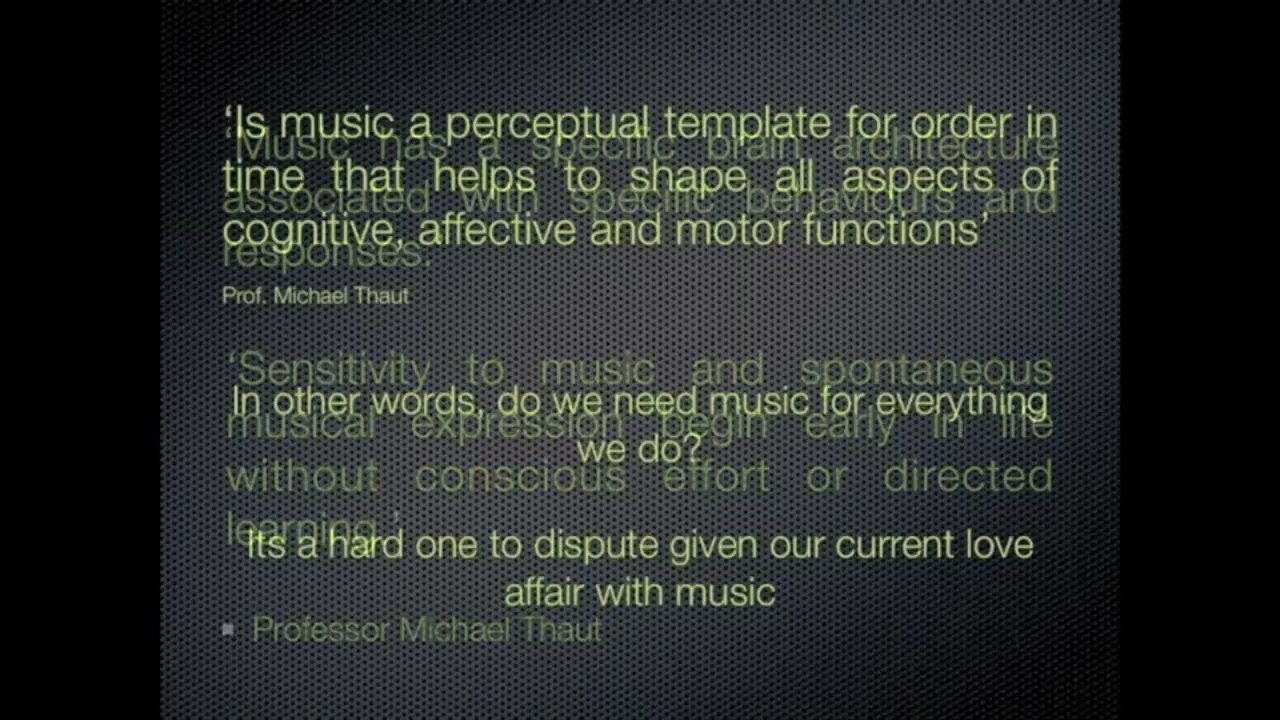 ‘Is music a perceptual template for order in
time that helps to shape all aspects of
cognitive, affective and motor functions’
Prof. Michael Thaut
In other words, do we need music for everything
we do?
Its a hard one to dispute given our current love
affair with music
‘Music has a specific brain architecture
associated with specific behaviours and
responses.’
‘Sensitivity to music and spontaneous
musical expression begin early in life
without conscious effort or directed
learning.’
Professor Michael Thaut